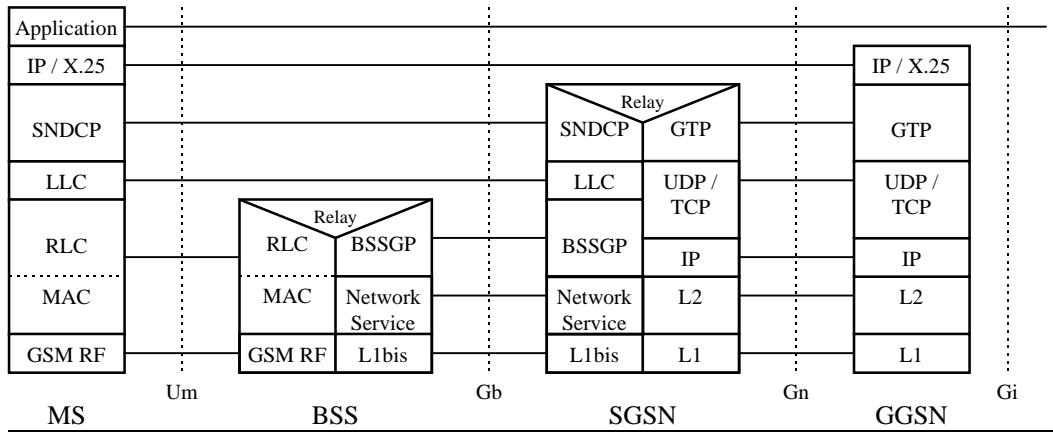 Application
IP / X.25
IP / X.25
Relay
SNDCP
SNDCP
GTP
GTP
LLC
LLC
UDP /
TCP
UDP /
TCP
Relay
RLC
RLC
BSSGP
BSSGP
IP
IP
MAC
MAC
Network
Service
Network
Service
L2
L2
GSM RF
GSM RF
L1bis
L1bis
L1
L1
Um
Gb
Gn
Gi
MS
BSS
SGSN
GGSN